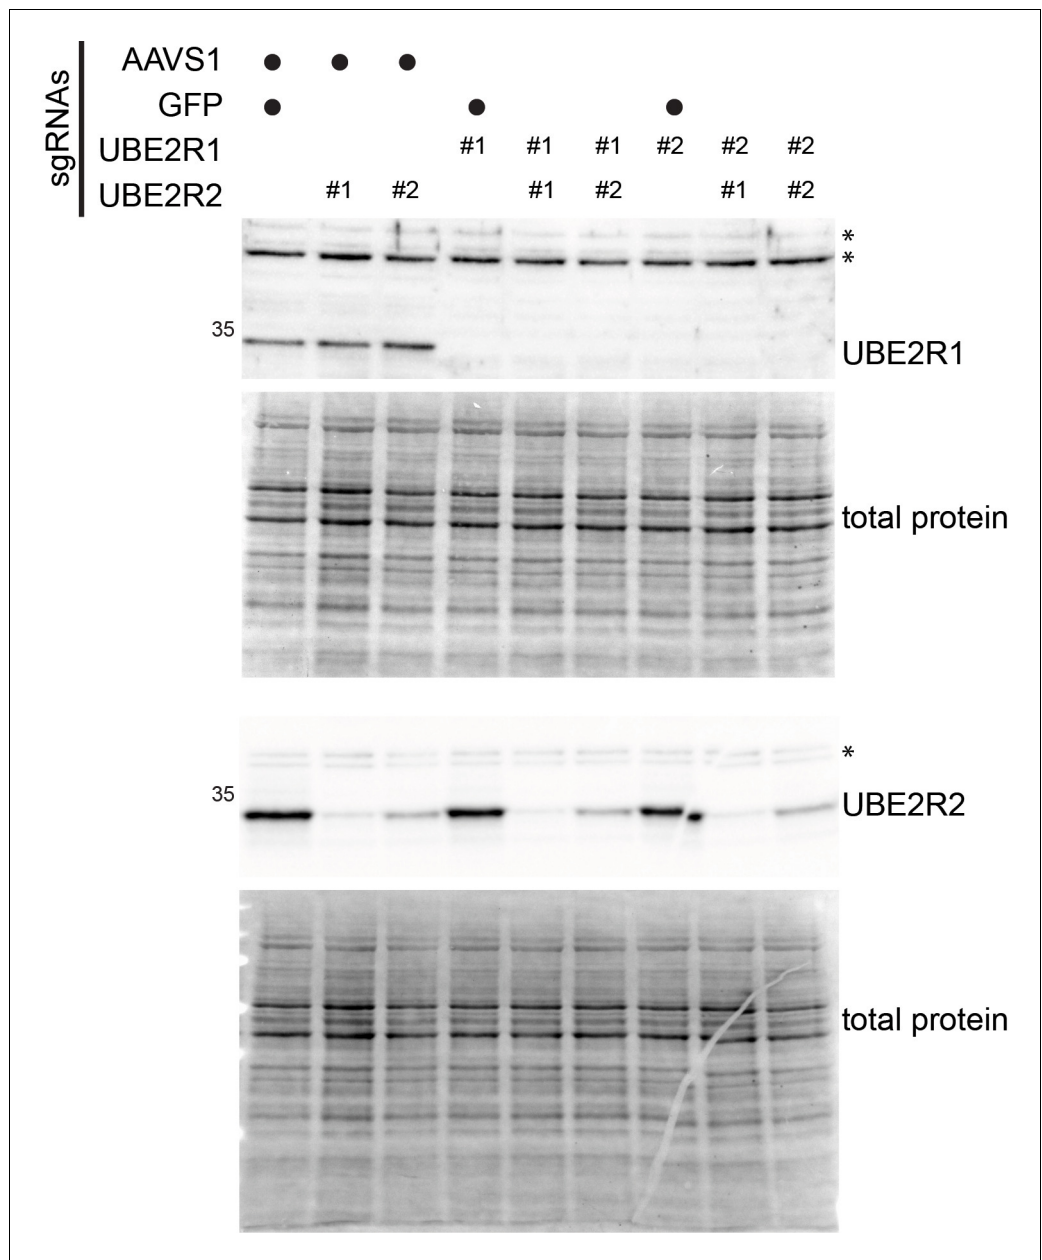 sgRNAs
AAVS1
GFP
UBE2R1 #1 #1 #1 #2 #2 #2
UBE2R2 #1 #2 #1 #2 #1 #2
*
*
35
UBE2R1
total protein
*
35
UBE2R2
total protein